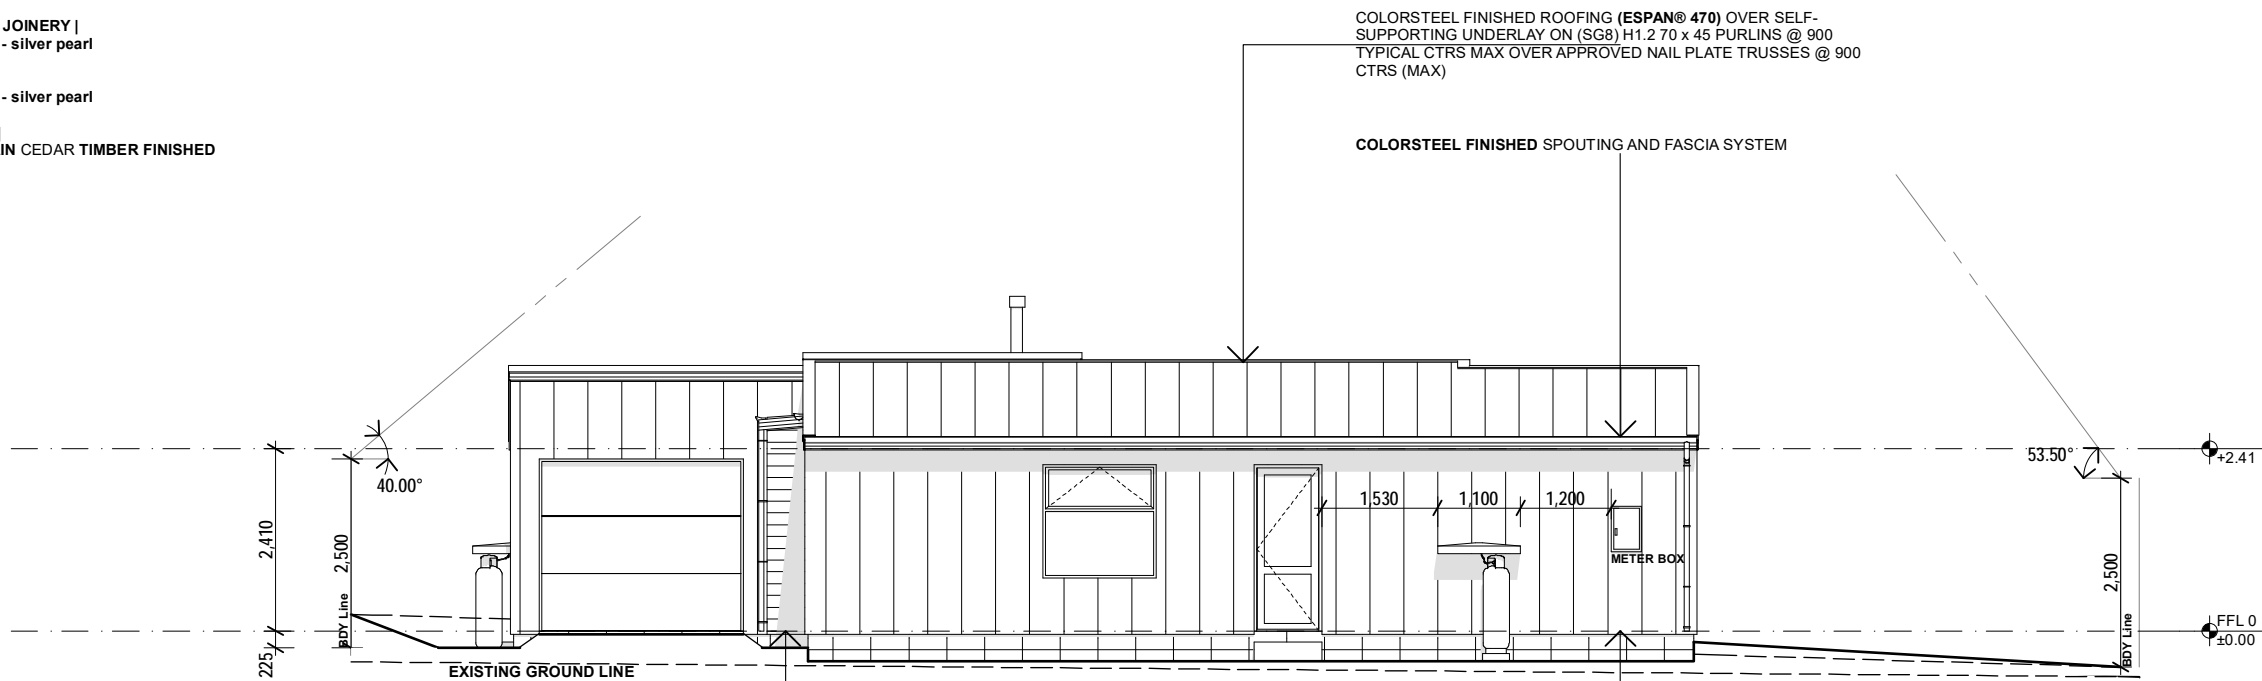 JOINERY |
- silver pearl
- silver pearl
CEDAR TIMBER FINISHED
COLORSTEEL FINISHED ROOFING (ESPAN® 470) OVER SELF-
SUPPORTING UNDERLAY ON (SG8) H1.2 70 x 45 PURLINS @ 900
TYPICAL CTRS MAX OVER APPROVED NAIL PLATE TRUSSES @ 900
CTRS (MAX)
COLORSTEEL FINISHED SPOUTING AND FASCIA SYSTEM
40.00°
53.50°
+2.41
1,530
1,100
1,200
METER BOX
2,410
2,500
2,500
BDY Line
BDY Line
FFL 0
±0.00
225
EXISTING GROUND LINE